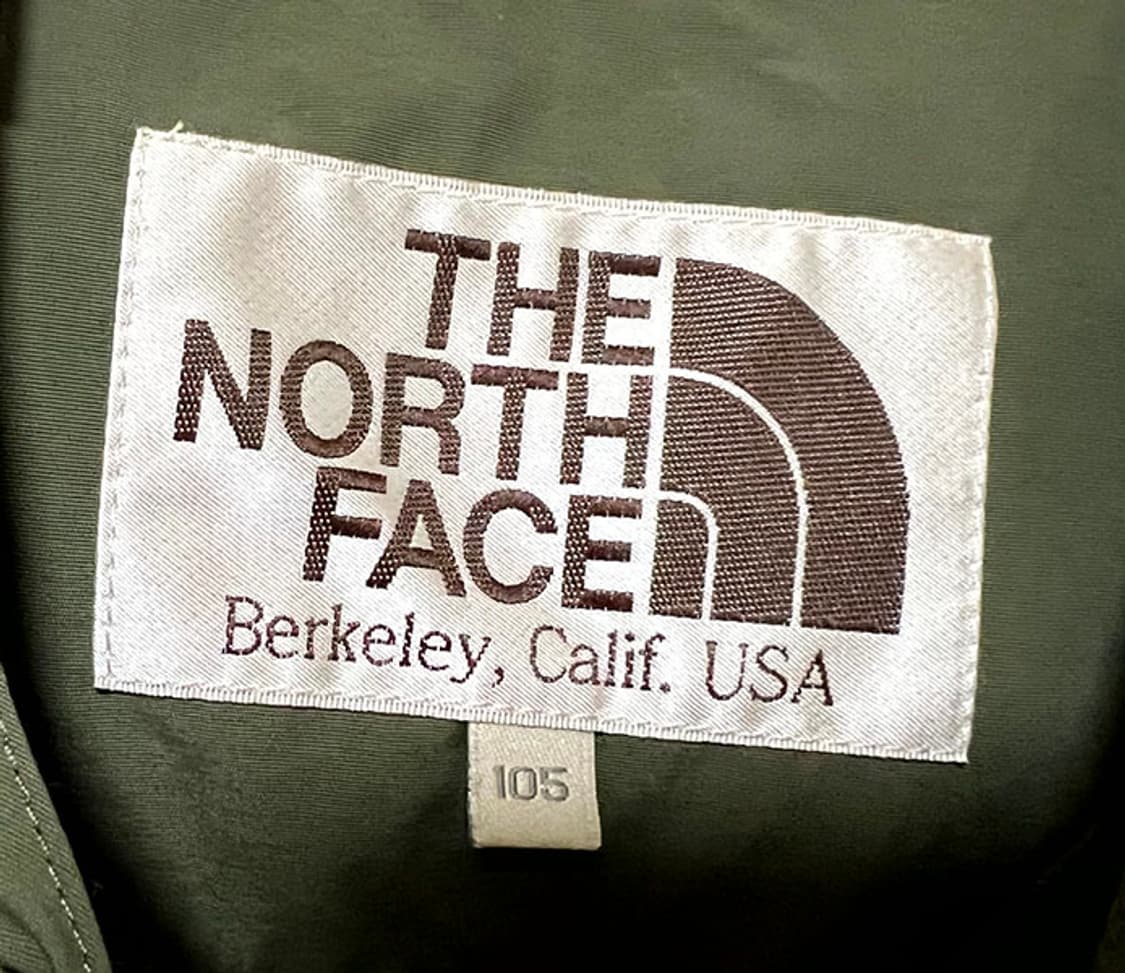 THE
NORTH
FACE
Berkeley, Calif. USA
105